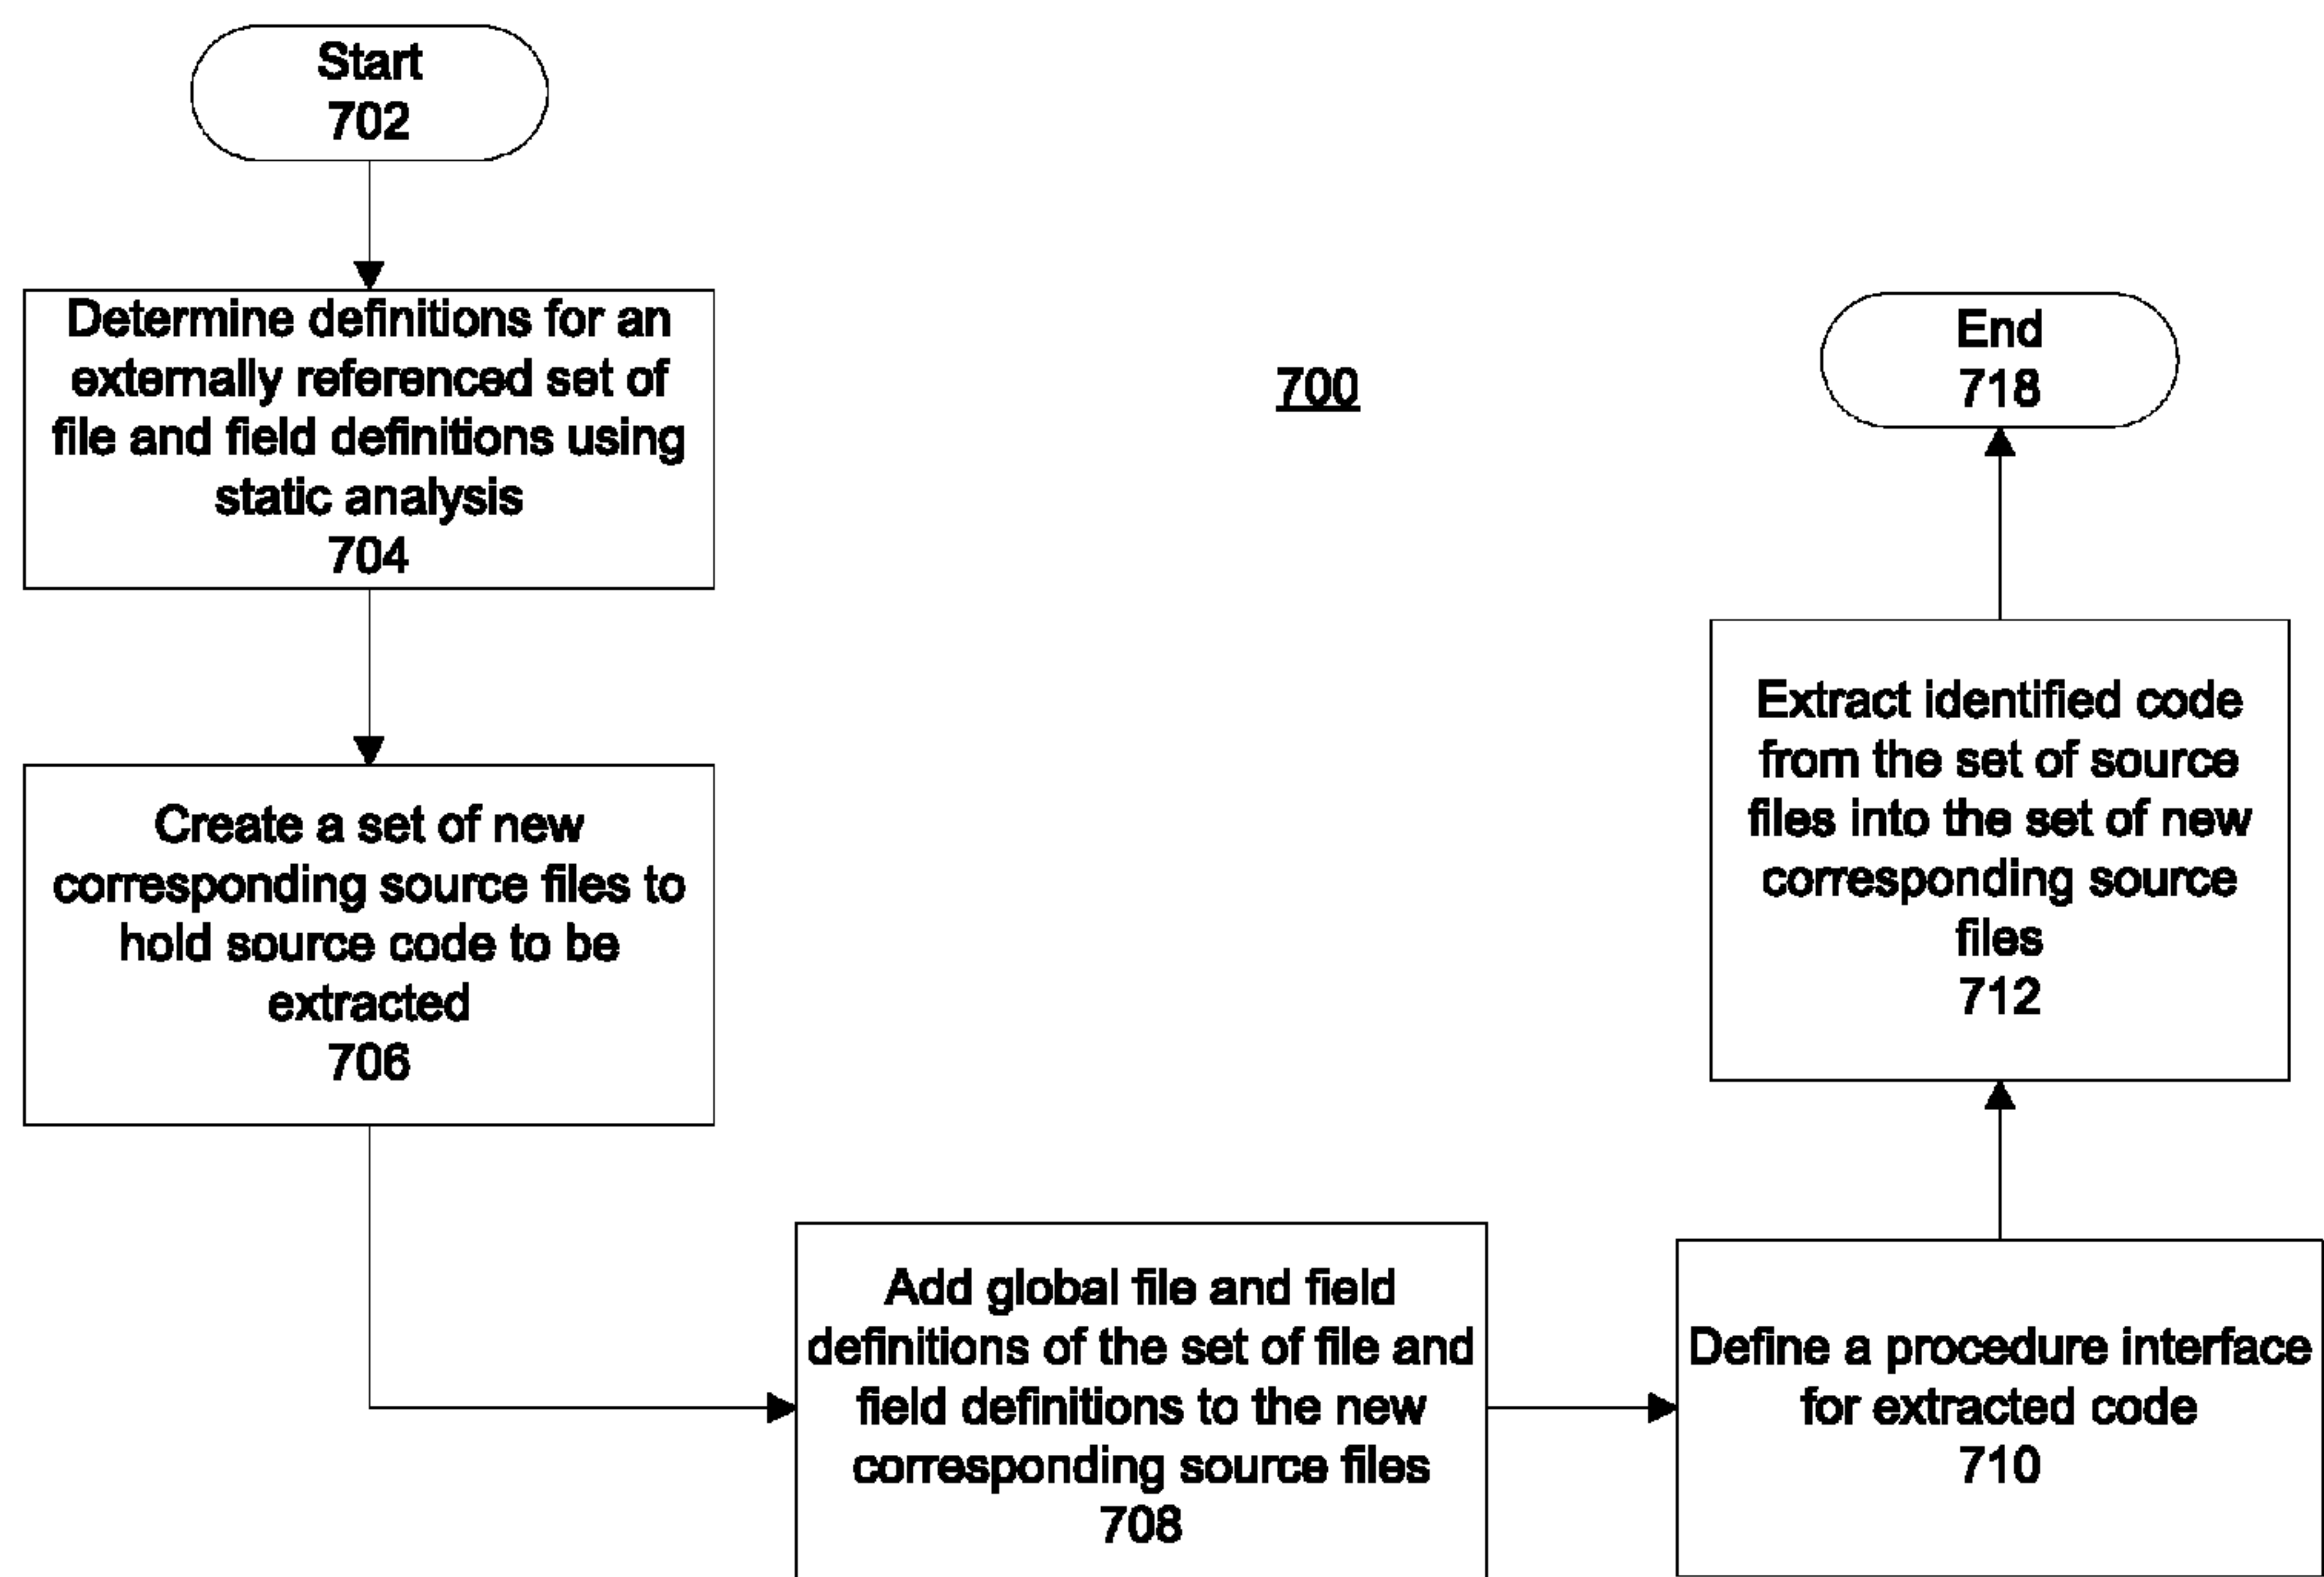 Start
702
Determine definitions for an
externally referenced set of
file and field definitions using
static analysis
704
Create a set of new
corresponding source files to
hold source code to be
extracted
706
Add global file and field
definitions of the set of file and
field definitions to the new
corresponding source files
708
Define a procedure interface
for extracted code
710
Extract identified code
from the set of source
files into the set of new
corresponding source
files
712
End
718
700